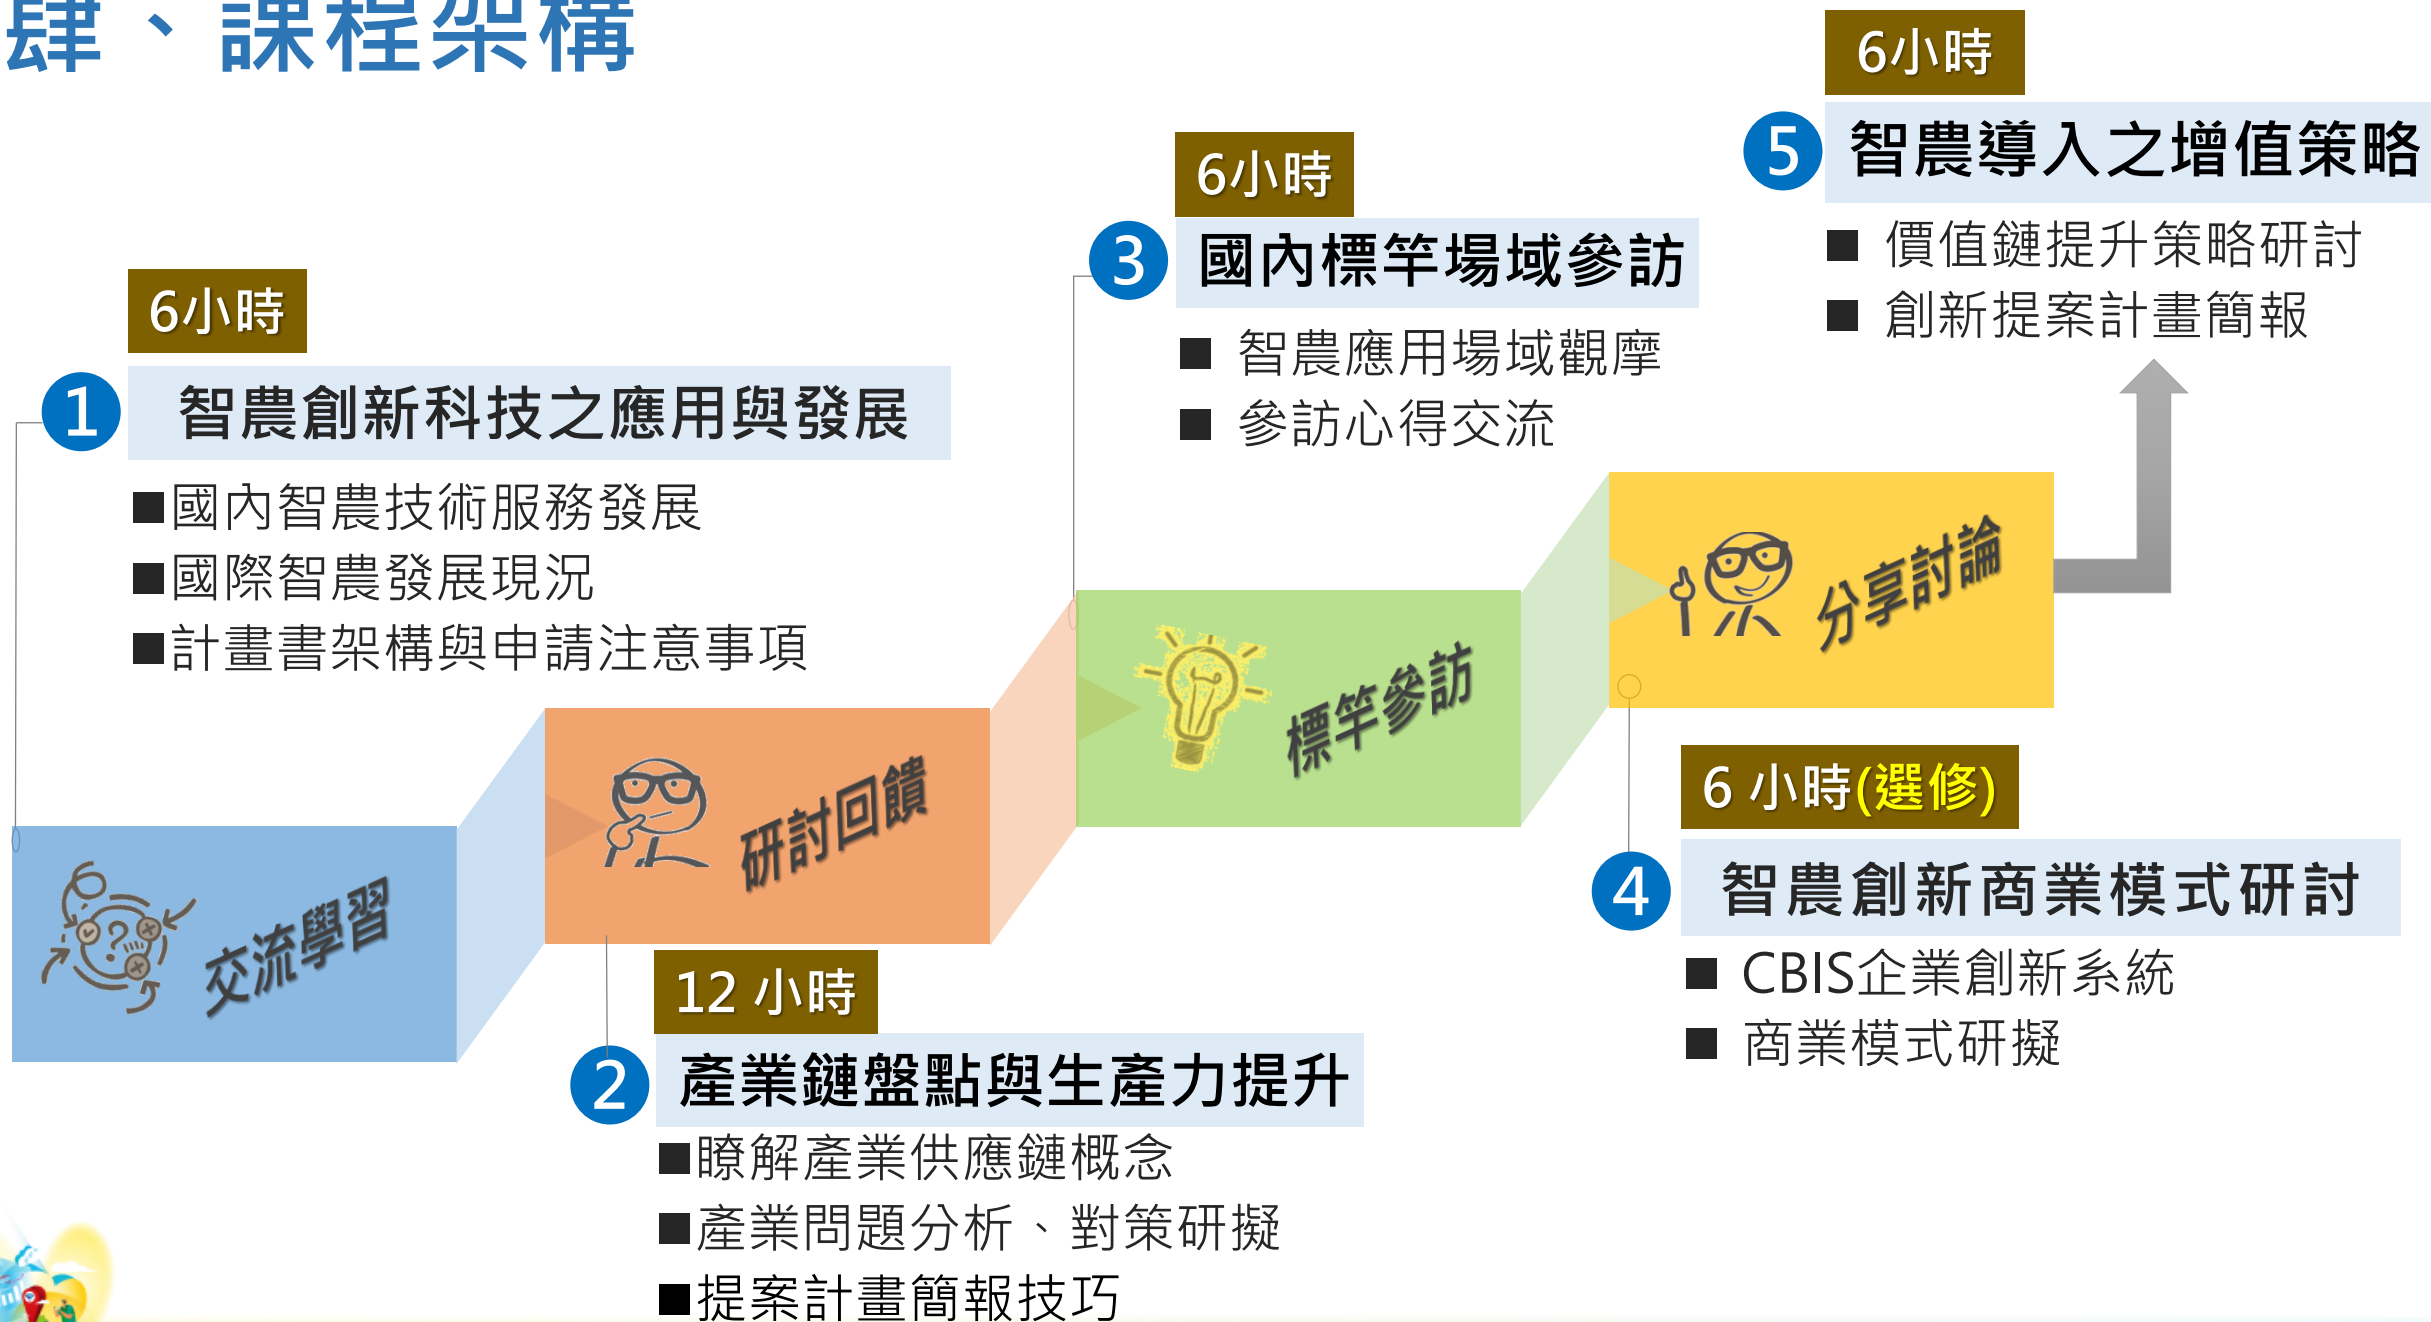 肆、課程架構
6小時
1
智農創新科技之應用與發展
■國內智農技術服務發展
■國際智農發展現況
■計畫書架構與申請注意事項
交流學習
研討回饋
12 小時
2
產業鏈盤點與生產力提升
■瞭解產業供應鏈概念
■產業問題分析、對策研擬
■提案計畫簡報技巧
6小時
3
國內標竿場域參訪
■ 智農應用場域觀摩
■ 參訪心得交流
標竿參訪
分享討論
6 小時(選修)
4
智農創新商業模式研討
■ CBIS企業創新系統
■ 商業模式研擬
6小時
5
智農導入之增值策略
■ 價值鏈提升策略研討
■ 創新提案計畫簡報